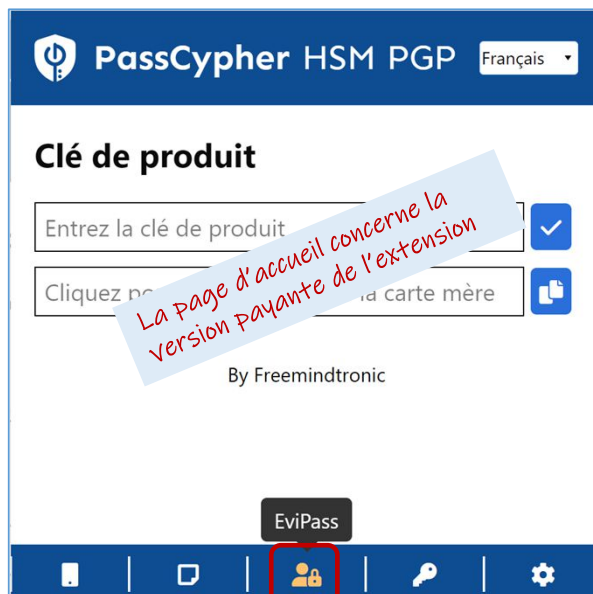 PassCypher HSM PGP
Français
Clé de produit
Entrez la clé de produit
Cliquez
la carte mère
La page d'accueil concerne la
version payante de l'extension
By Freemindtronic
EviPass